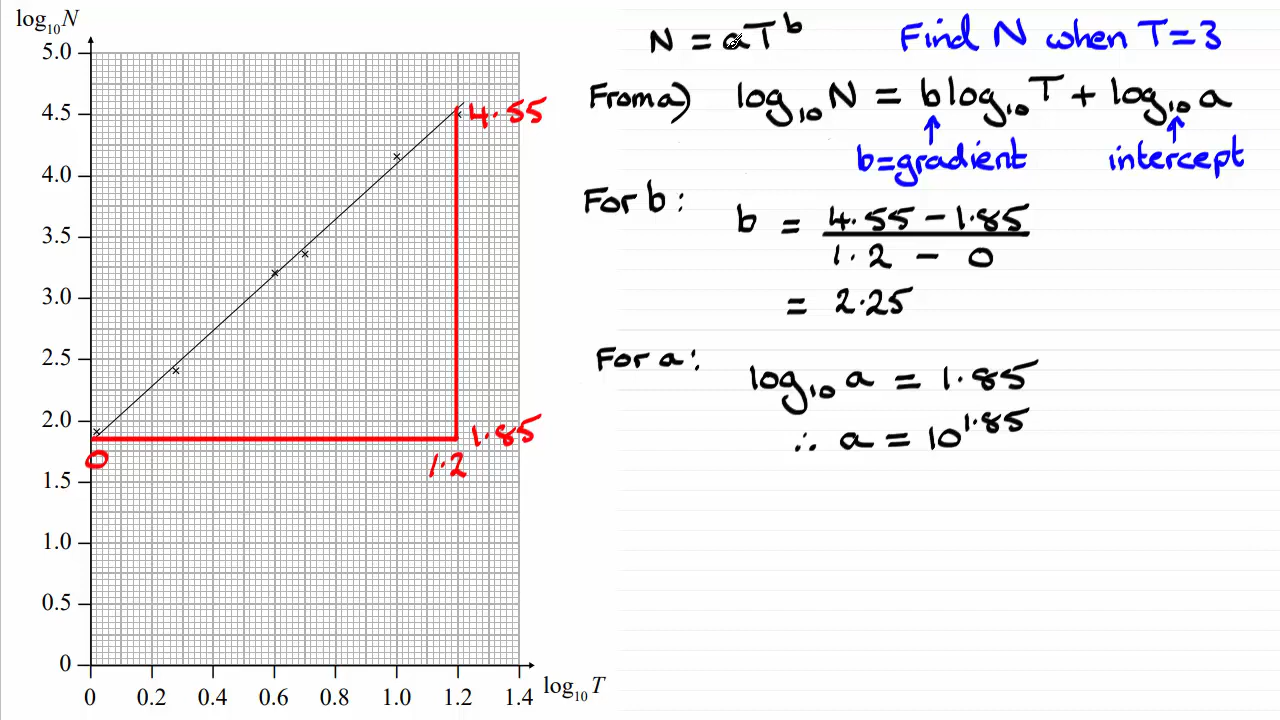 log₁₀N
5.0
4.5
4.0
3.5
3.0
2.5
2.0
1.5
1.0
0.5
0
0 0.2 0.4 0.6 0.8 1.0 1.2 1.4
log₁₀T
4.55
1.85
0
1.2
N = aTᵇ Find N when T=3
From a) log₁₀N = b log₁₀T + log₁₀a
↑ ↑
b=gradient intercept
For b:
b = 4.55 - 1.85
1.2 - 0
= 2.25
For a:
log₁₀a = 1.85
∴ a = 10¹·⁸⁵